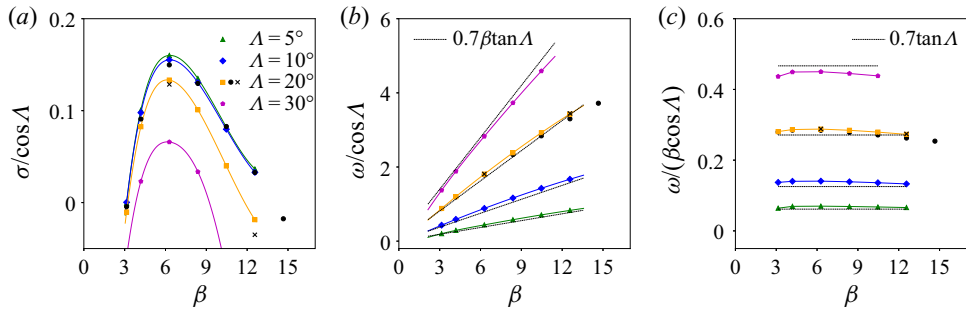 (a)
0.2
0.1
0
σ/cosΛ
Λ = 5°
Λ = 10°
Λ = 20°
Λ = 30°
0 3 6 9 12 15
β
(b)
6
4
2
0
ω/cosΛ
0.7βtanΛ
0 3 6 9 12 15
β
(c)
0.6
0.4
0.2
0
ω/(βcosΛ)
0.7tanΛ
0 3 6 9 12 15
β